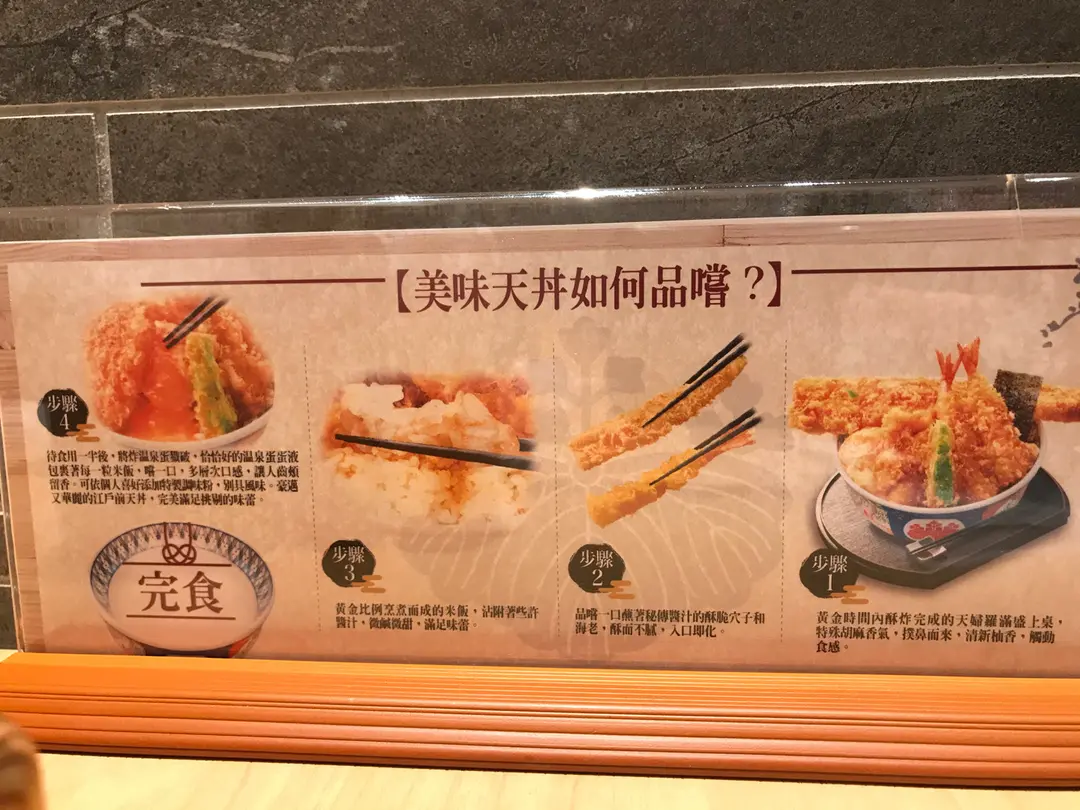 【美味天丼如何品嚐？】
步驟
1
黃金時間內酥炸完成的天婦羅滿盛上桌，
特殊胡麻香氣，撲鼻而來，清新柚香，觸動
食感。
步驟
2
品嚐一口蘸著秘傳醬汁的酥脆穴子和
海老，酥而不膩，入口即化。
步驟
3
黃金比例烹煮而成的米飯，沾附著些許
醬汁，微鹹微甜，滿足味蕾。
步驟
4
待食用一半後，將炸溫泉蛋戳破，恰恰好的溫泉蛋蛋液
包裹著每一粒米飯，嚐一口，多層次口感，讓人齒頰
留香。可依個人喜好添加特製調味粉，別具風味。豪邁
又華麗的江戶前天丼，完美滿足挑剔的味蕾。
完食